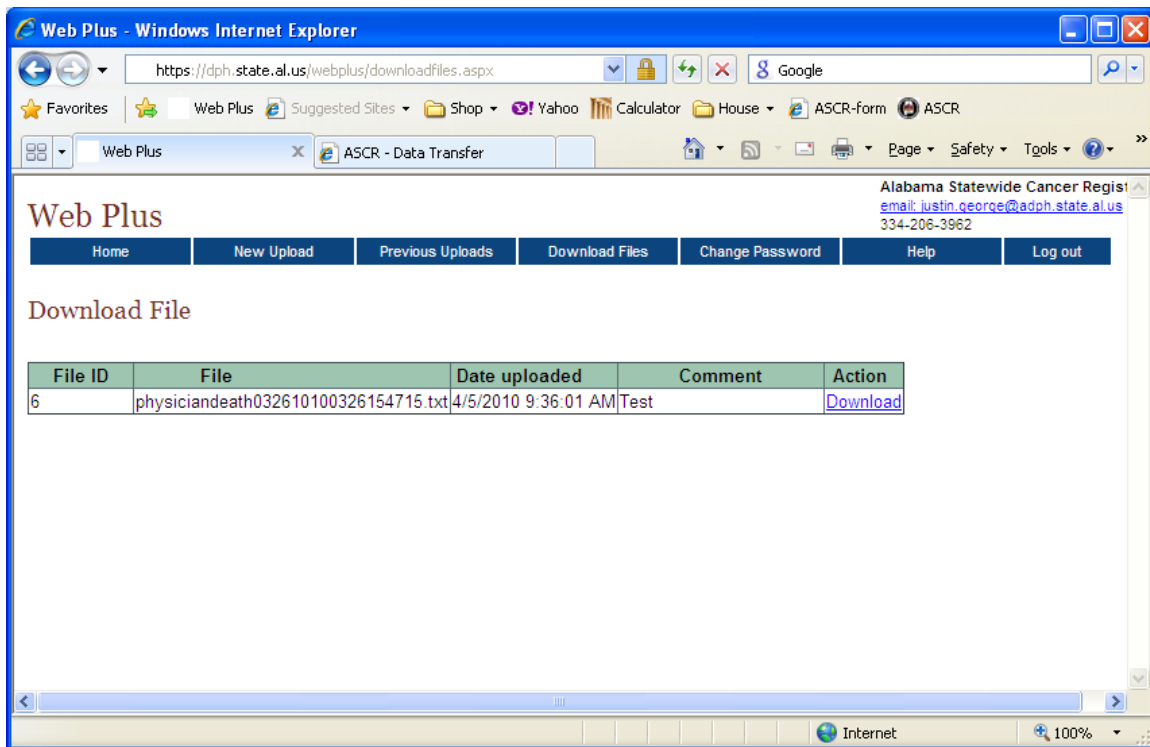 Web Plus - Windows Internet Explorer
https://dph.state.al.us/webplus/downloadfiles.aspx
Google
Favorites Web Plus Suggested Sites Shop Yahoo Calculator House ASCR-form ASCR
Web Plus ASCR - Data Transfer Page Safety Tools »
Alabama Statewide Cancer Regist
email: justin.george@adph.state.al.us
334-206-3962
Web Plus
Home New Upload Previous Uploads Download Files Change Password Help Log out
Download File
File ID File Date uploaded Comment Action
6 physiciandeath032610100326154715.txt 4/5/2010 9:36:01 AM Test Download
Internet 100%